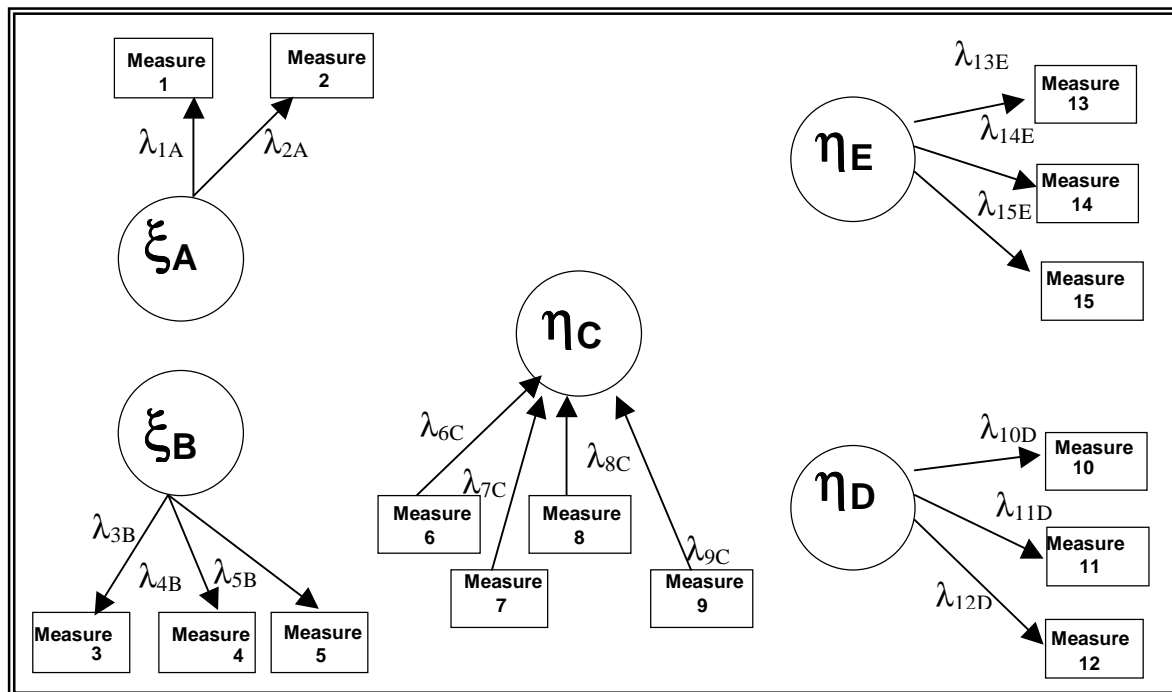 Measure
1
Measure
2
λ1A
λ2A
ξA
λ13E
Measure
13
λ14E
ηE
Measure
14
λ15E
Measure
15
ηC
ξB
λ6C
λ7C
λ8C
λ9C
Measure
6
Measure
8
Measure
7
Measure
9
λ3B
λ4B
λ5B
Measure
3
Measure
4
Measure
5
λ10D
Measure
10
ηD
λ11D
Measure
11
λ12D
Measure
12